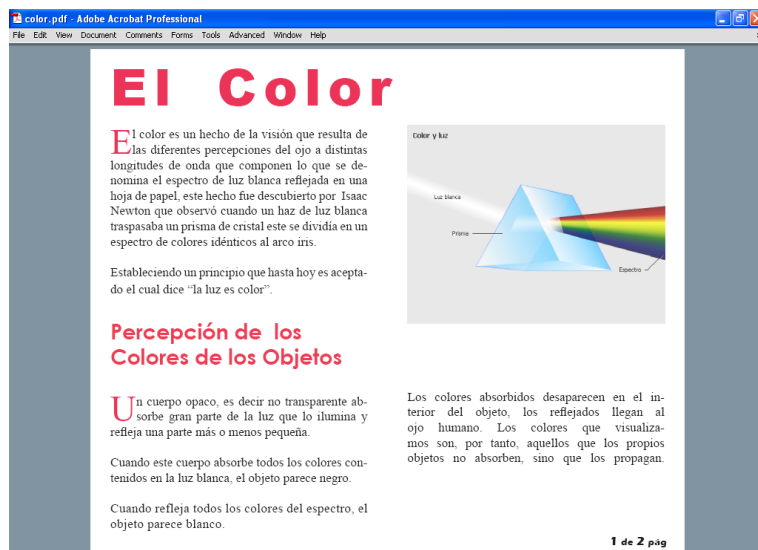 color.pdf - Adobe Acrobat Professional
File Edit View Document Comments Forms Tools Advanced Window Help
El Color
El color es un hecho de la visión que resulta de
las diferentes percepciones del ojo a distintas
longitudes de onda que componen lo que se de-
nomina el espectro de luz blanca reflejada en una
hoja de papel, este hecho fue descubierto por Isaac
Newton que observó cuando un haz de luz blanca
traspasaba un prisma de cristal este se dividía en un
espectro de colores idénticos al arco iris.
Estableciendo un principio que hasta hoy es acepta-
do el cual dice “la luz es color”.
Color y luz
Luz blanca
Prisma
Espectro
Percepción de los
Colores de los Objetos
Un cuerpo opaco, es decir no transparente ab-
sorbe gran parte de la luz que lo ilumina y
refleja una parte más o menos pequeña.
Cuando este cuerpo absorbe todos los colores con-
tenidos en la luz blanca, el objeto parece negro.
Cuando refleja todos los colores del espectro, el
objeto parece blanco.
Los colores absorbidos desaparecen en el in-
terior del objeto, los reflejados llegan al
ojo humano. Los colores que visualiza-
mos son, por tanto, aquellos que los propios
objetos no absorben, sino que los propagan.
1 de 2 pág